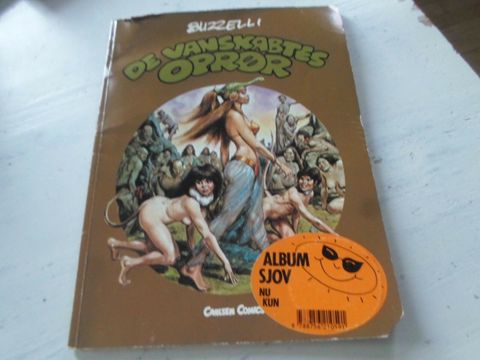 BUZZELLI
DE VANSKABTES
OPRØR
ALBUM
SJOV
NU
KUN
CARLSEN COMICS